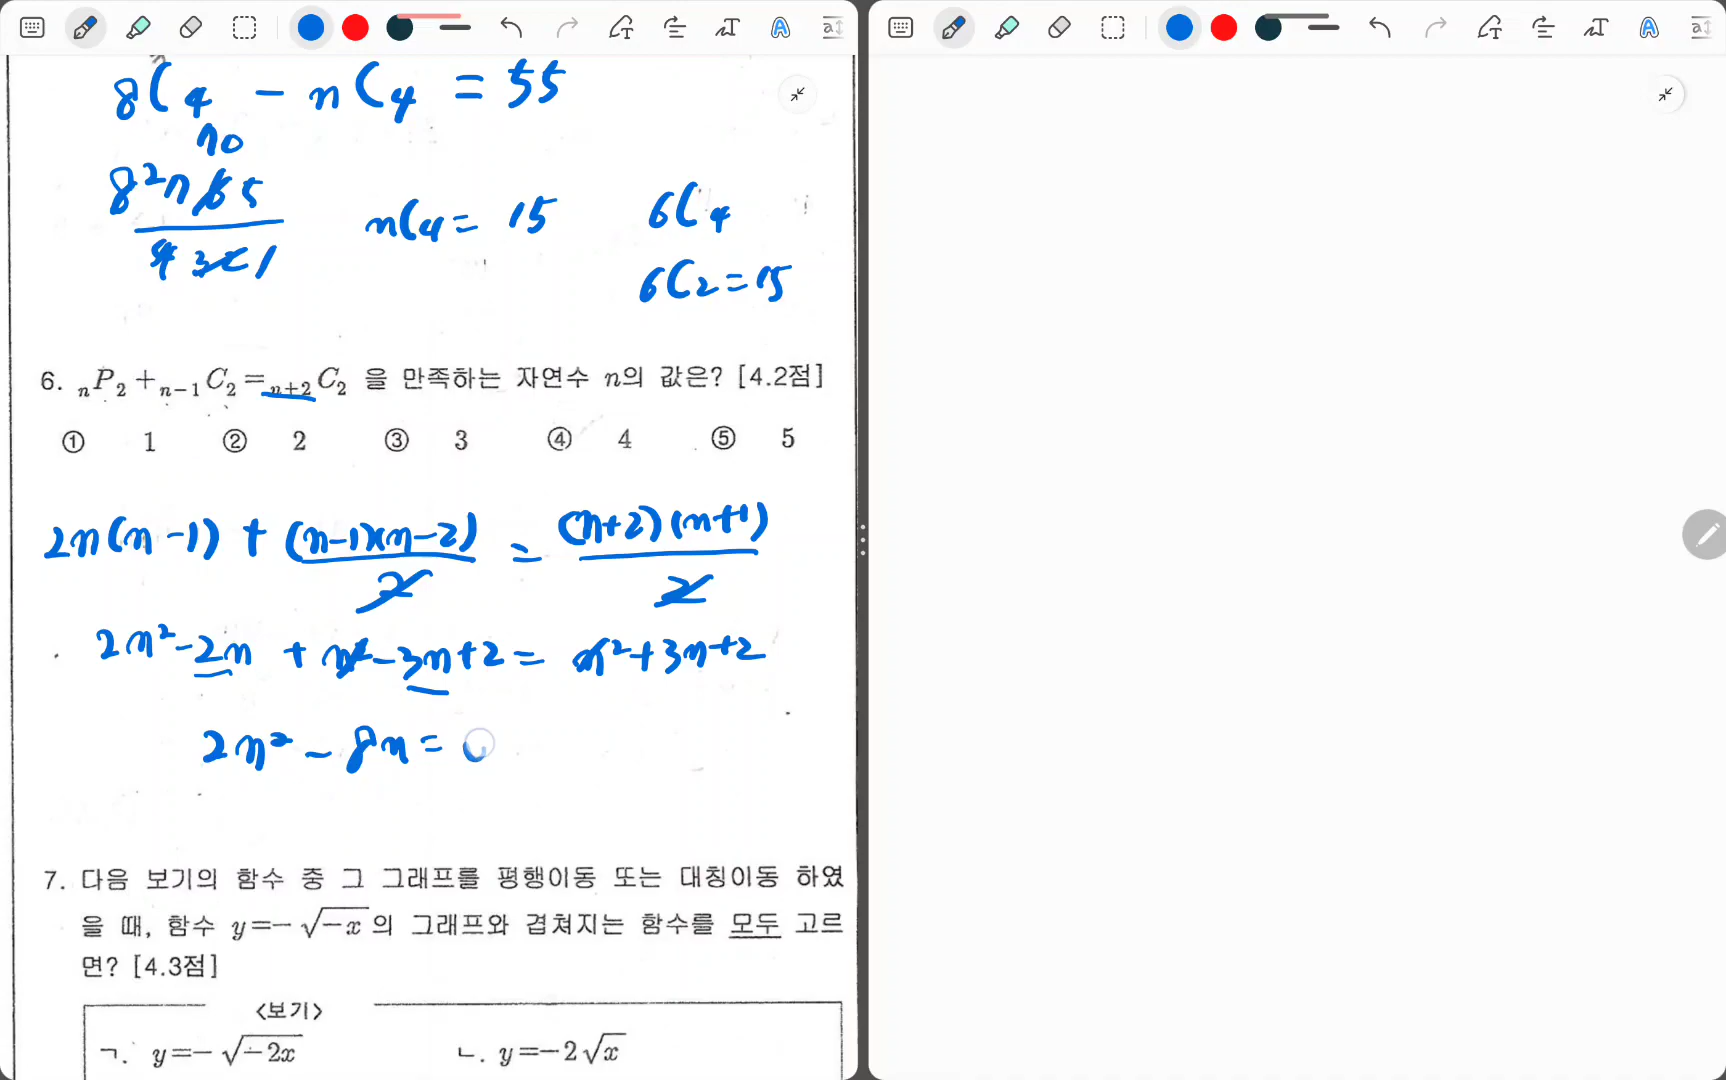 8C4 - nC4 = 55
70
8²7 6 5
4 3 2 1
nC4 = 15
6C4
6C2 = 15
6. nP2 + n-1C2 = n+2C2 을 만족하는 자연수 n의 값은? [4.2점]
① 1 ② 2 ③ 3 ④ 4 ⑤ 5
2n(n-1) + (n-1)(n-2)/2 = (n+2)(n+1)/2
2n² - 2n + n² - 3n + 2 = n² + 3n + 2
2n² - 8n =
7. 다음 보기의 함수 중 그 그래프를 평행이동 또는 대칭이동 하였
을 때, 함수 y=-√-x의 그래프와 겹쳐지는 함수를 모두 고르
면? [4.3점]
<보기>
ㄱ. y=-√-2x ㄴ. y=-2√x